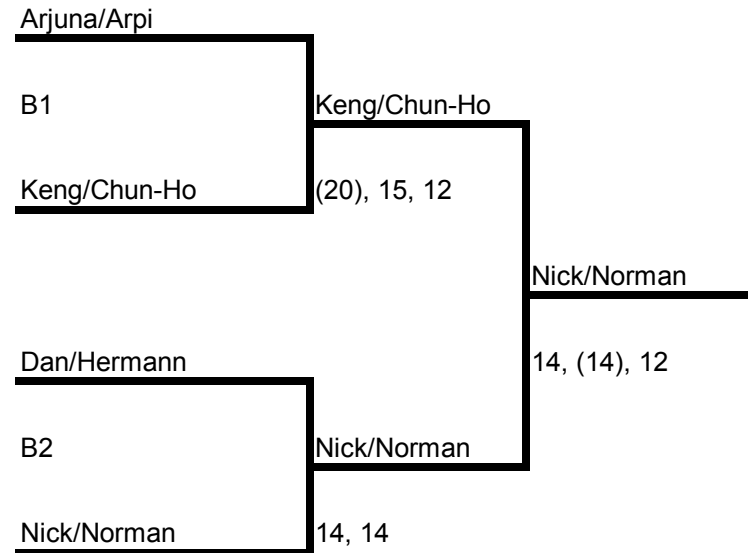 Arjuna/Arpi
B1
Keng/Chun-Ho
Keng/Chun-Ho
(20), 15, 12
Nick/Norman
14, (14), 12
Dan/Hermann
B2
Nick/Norman
Nick/Norman
14, 14